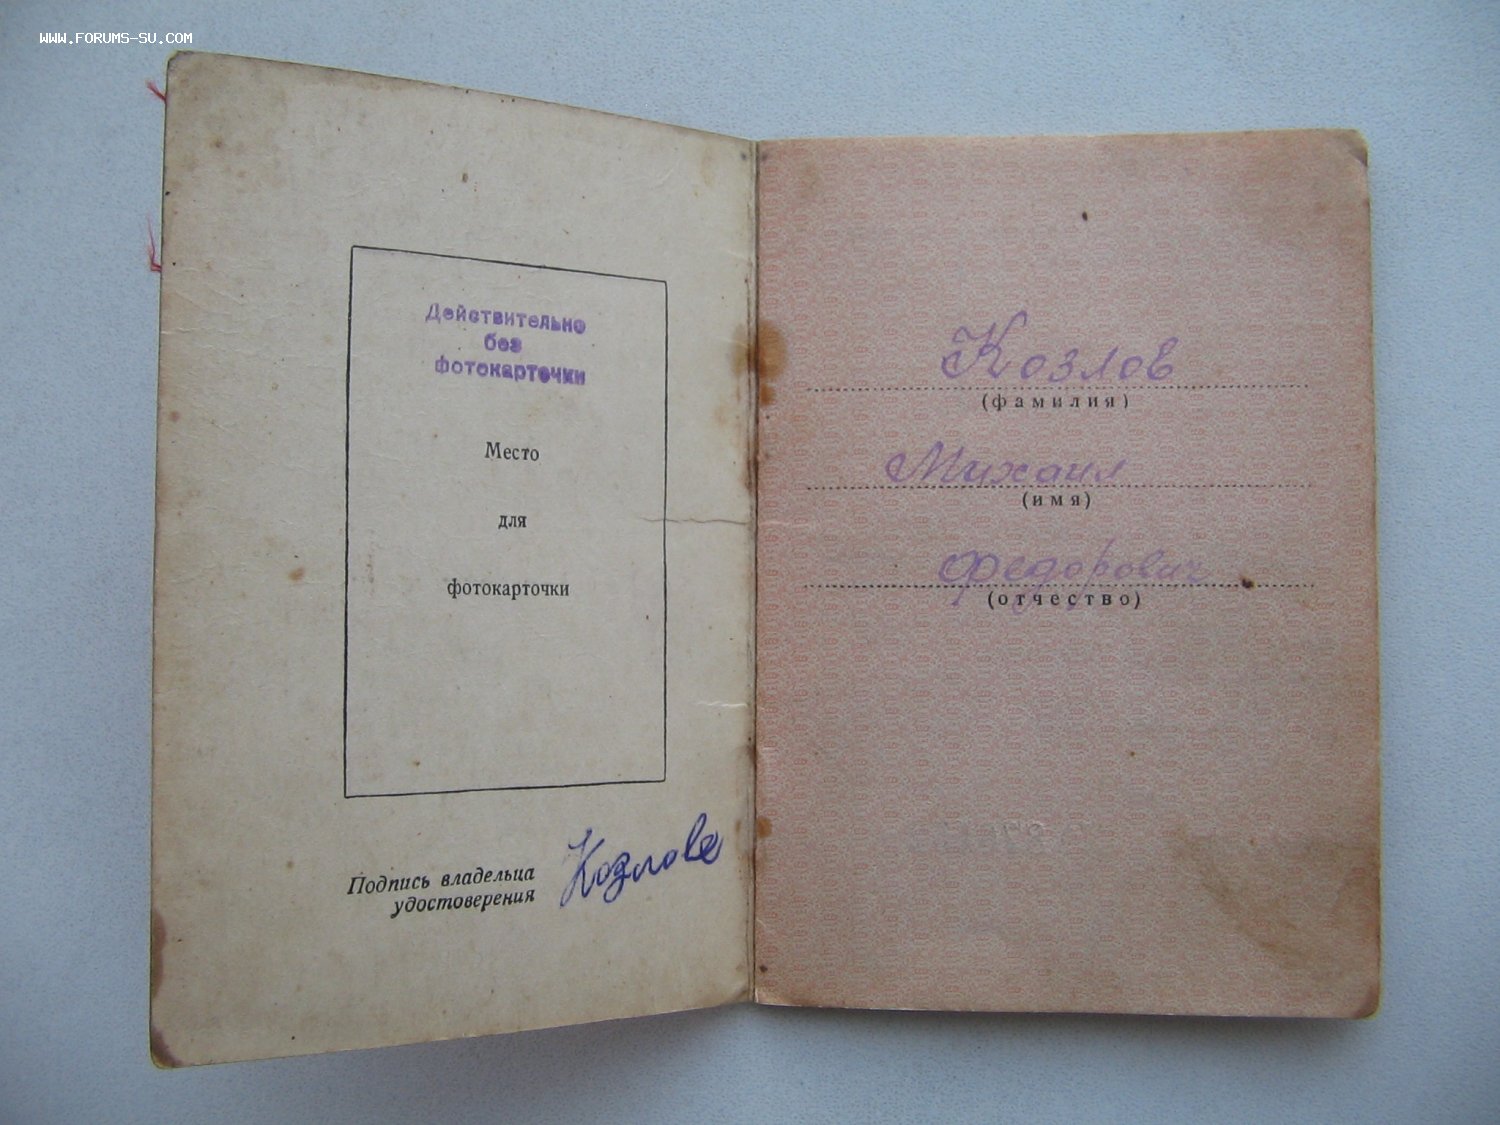 WWW.FORUMS-SU.COM
Действительно
без
фотокарточки
Место
для
фотокарточки
Подпись владельца
удостоверения
Козлов
Козлов
(фамилия)
Михаил
(имя)
Федорович
(отчество)